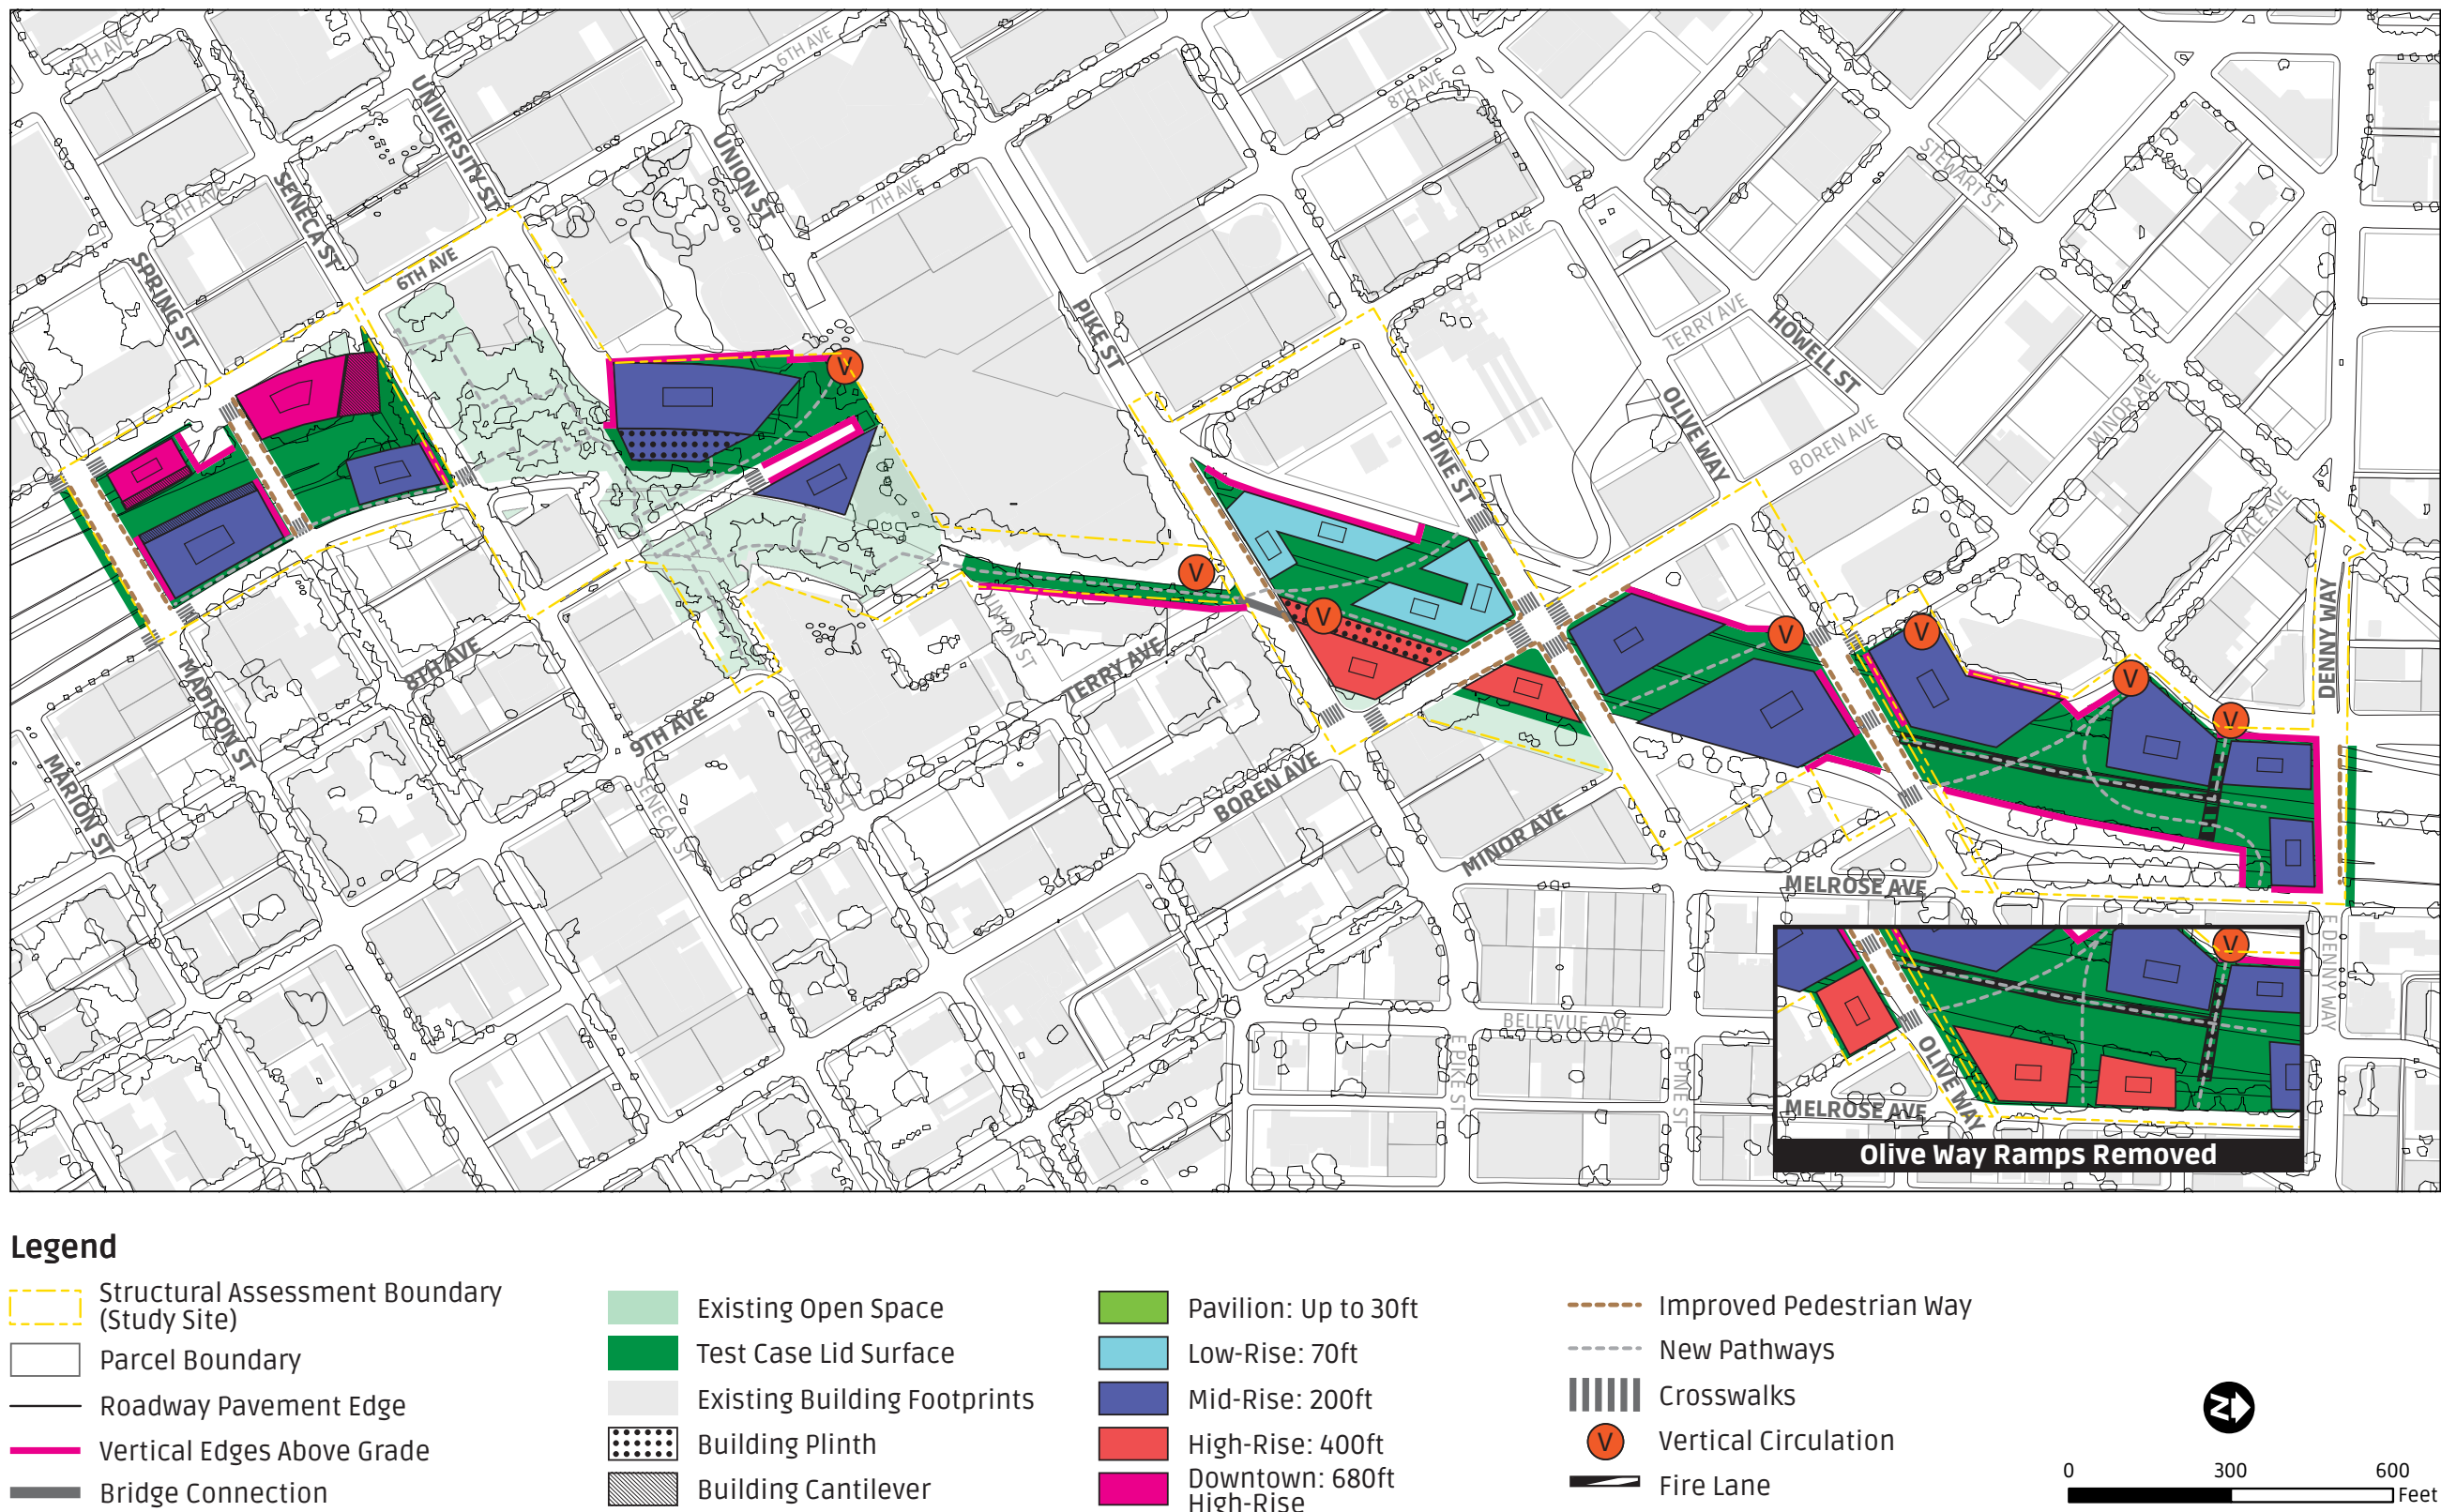 4TH AVE
5TH AVE
6TH AVE
6TH AVE
7TH AVE
8TH AVE
9TH AVE
UNIVERSITY ST
UNION ST
SENECA ST
SPRING ST
PIKE ST
PINE ST
OLIVE WAY
HOWELL ST
TERRY AVE
STEWART ST
BOREN AVE
MINOR AVE
YALE AVE
DENNY WAY
V
V
V
V
V
V
V
MADISON ST
MARION ST
8TH AVE
9TH AVE
SENECA ST
UNIVERSITY ST
UNION ST
TERRY AVE
BOREN AVE
MINOR AVE
MELROSE AVE
BELLEVUE AVE
E PIKE ST
E PINE ST
E DENNY WAY
V
OLIVE WAY
MELROSE AVE
Olive Way Ramps Removed
Legend
Structural Assessment Boundary
(Study Site)
Parcel Boundary
Roadway Pavement Edge
Vertical Edges Above Grade
Bridge Connection
Existing Open Space
Test Case Lid Surface
Existing Building Footprints
Building Plinth
Building Cantilever
Pavilion: Up to 30ft
Low-Rise: 70ft
Mid-Rise: 200ft
High-Rise: 400ft
Downtown: 680ft
High-Rise
Improved Pedestrian Way
New Pathways
Crosswalks
V Vertical Circulation
Fire Lane
N
0 300 600
Feet